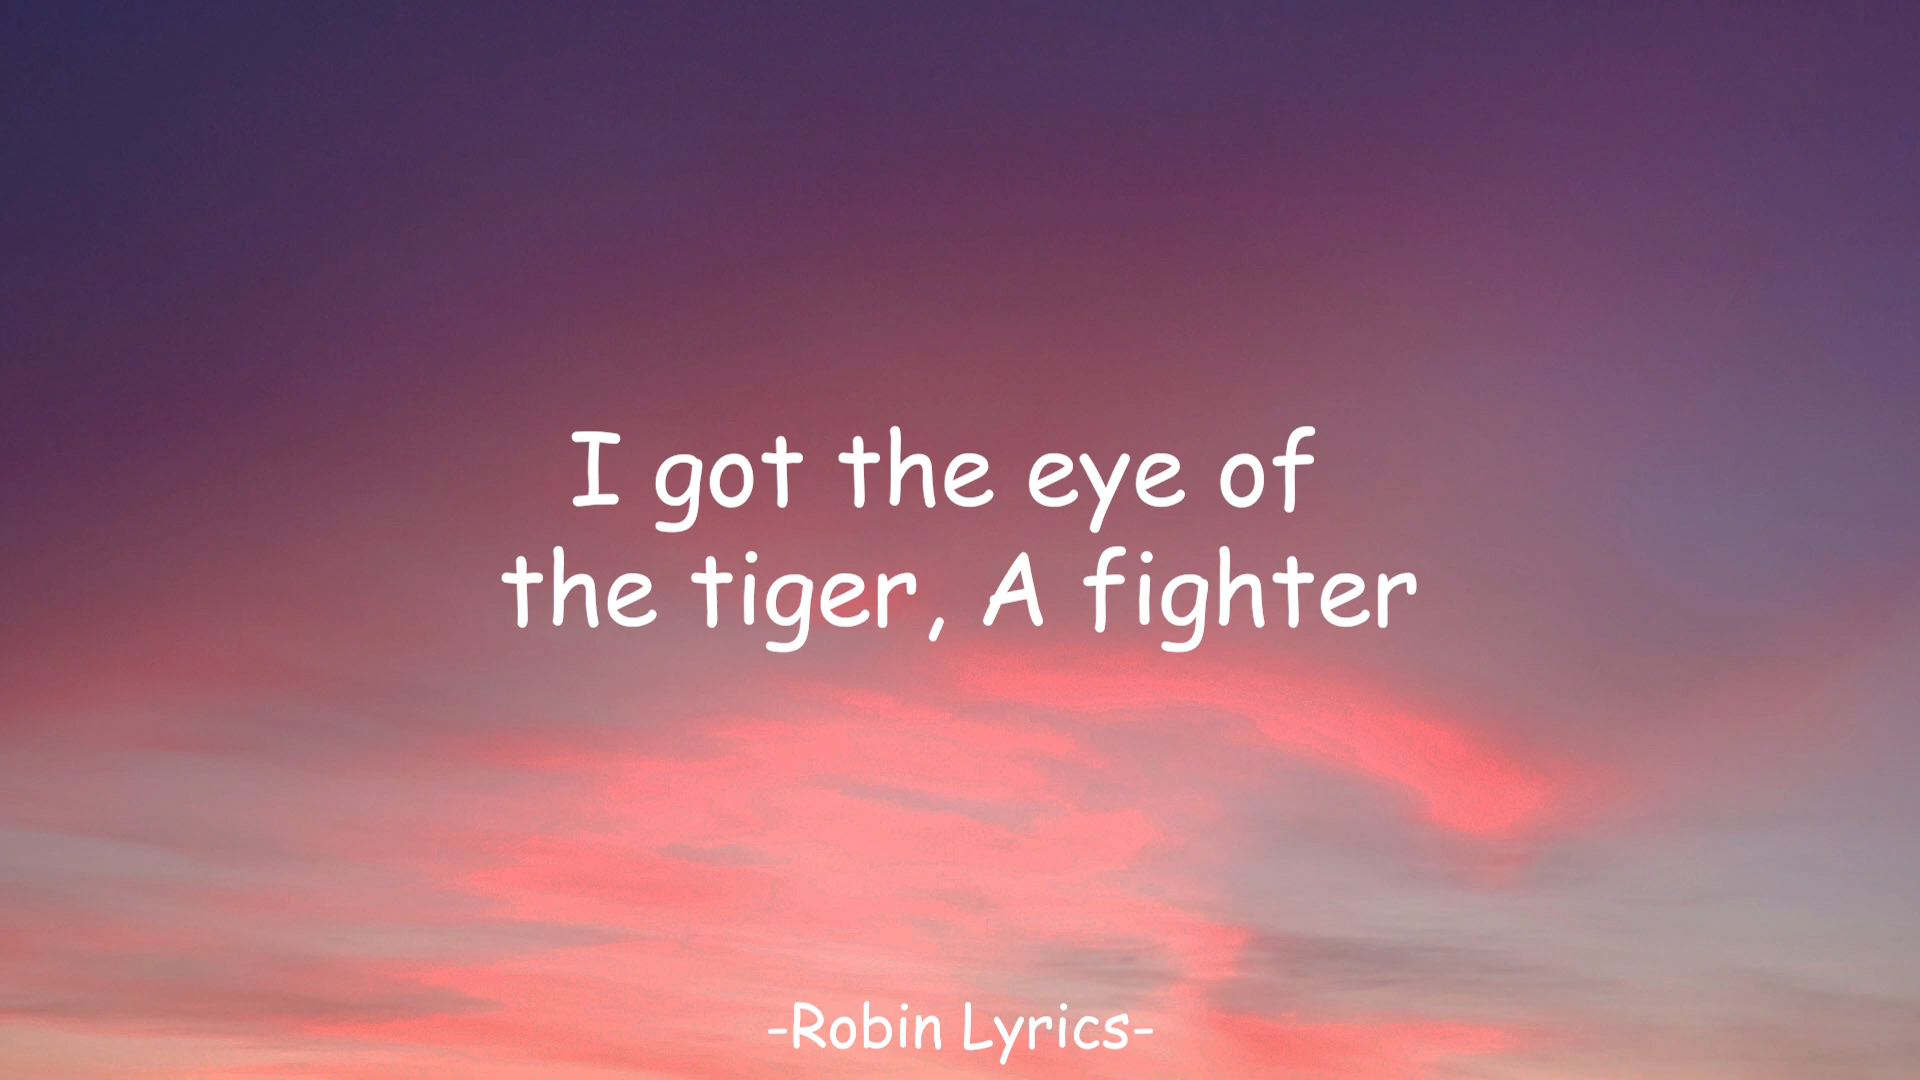 I got the eye of
the tiger, A fighter
-Robin Lyrics-